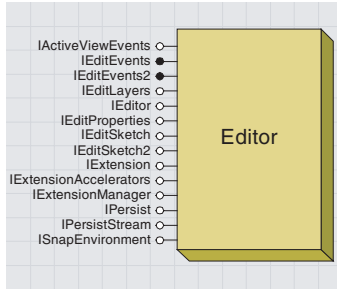 IActiveViewEvents
IEditEvents
IEditEvents2
IEditLayers
IEditor
IEditProperties
IEditSketch
IEditSketch2
IExtension
IExtensionAccelerators
IExtensionManager
IPersist
IPersistStream
ISnapEnvironment
Editor